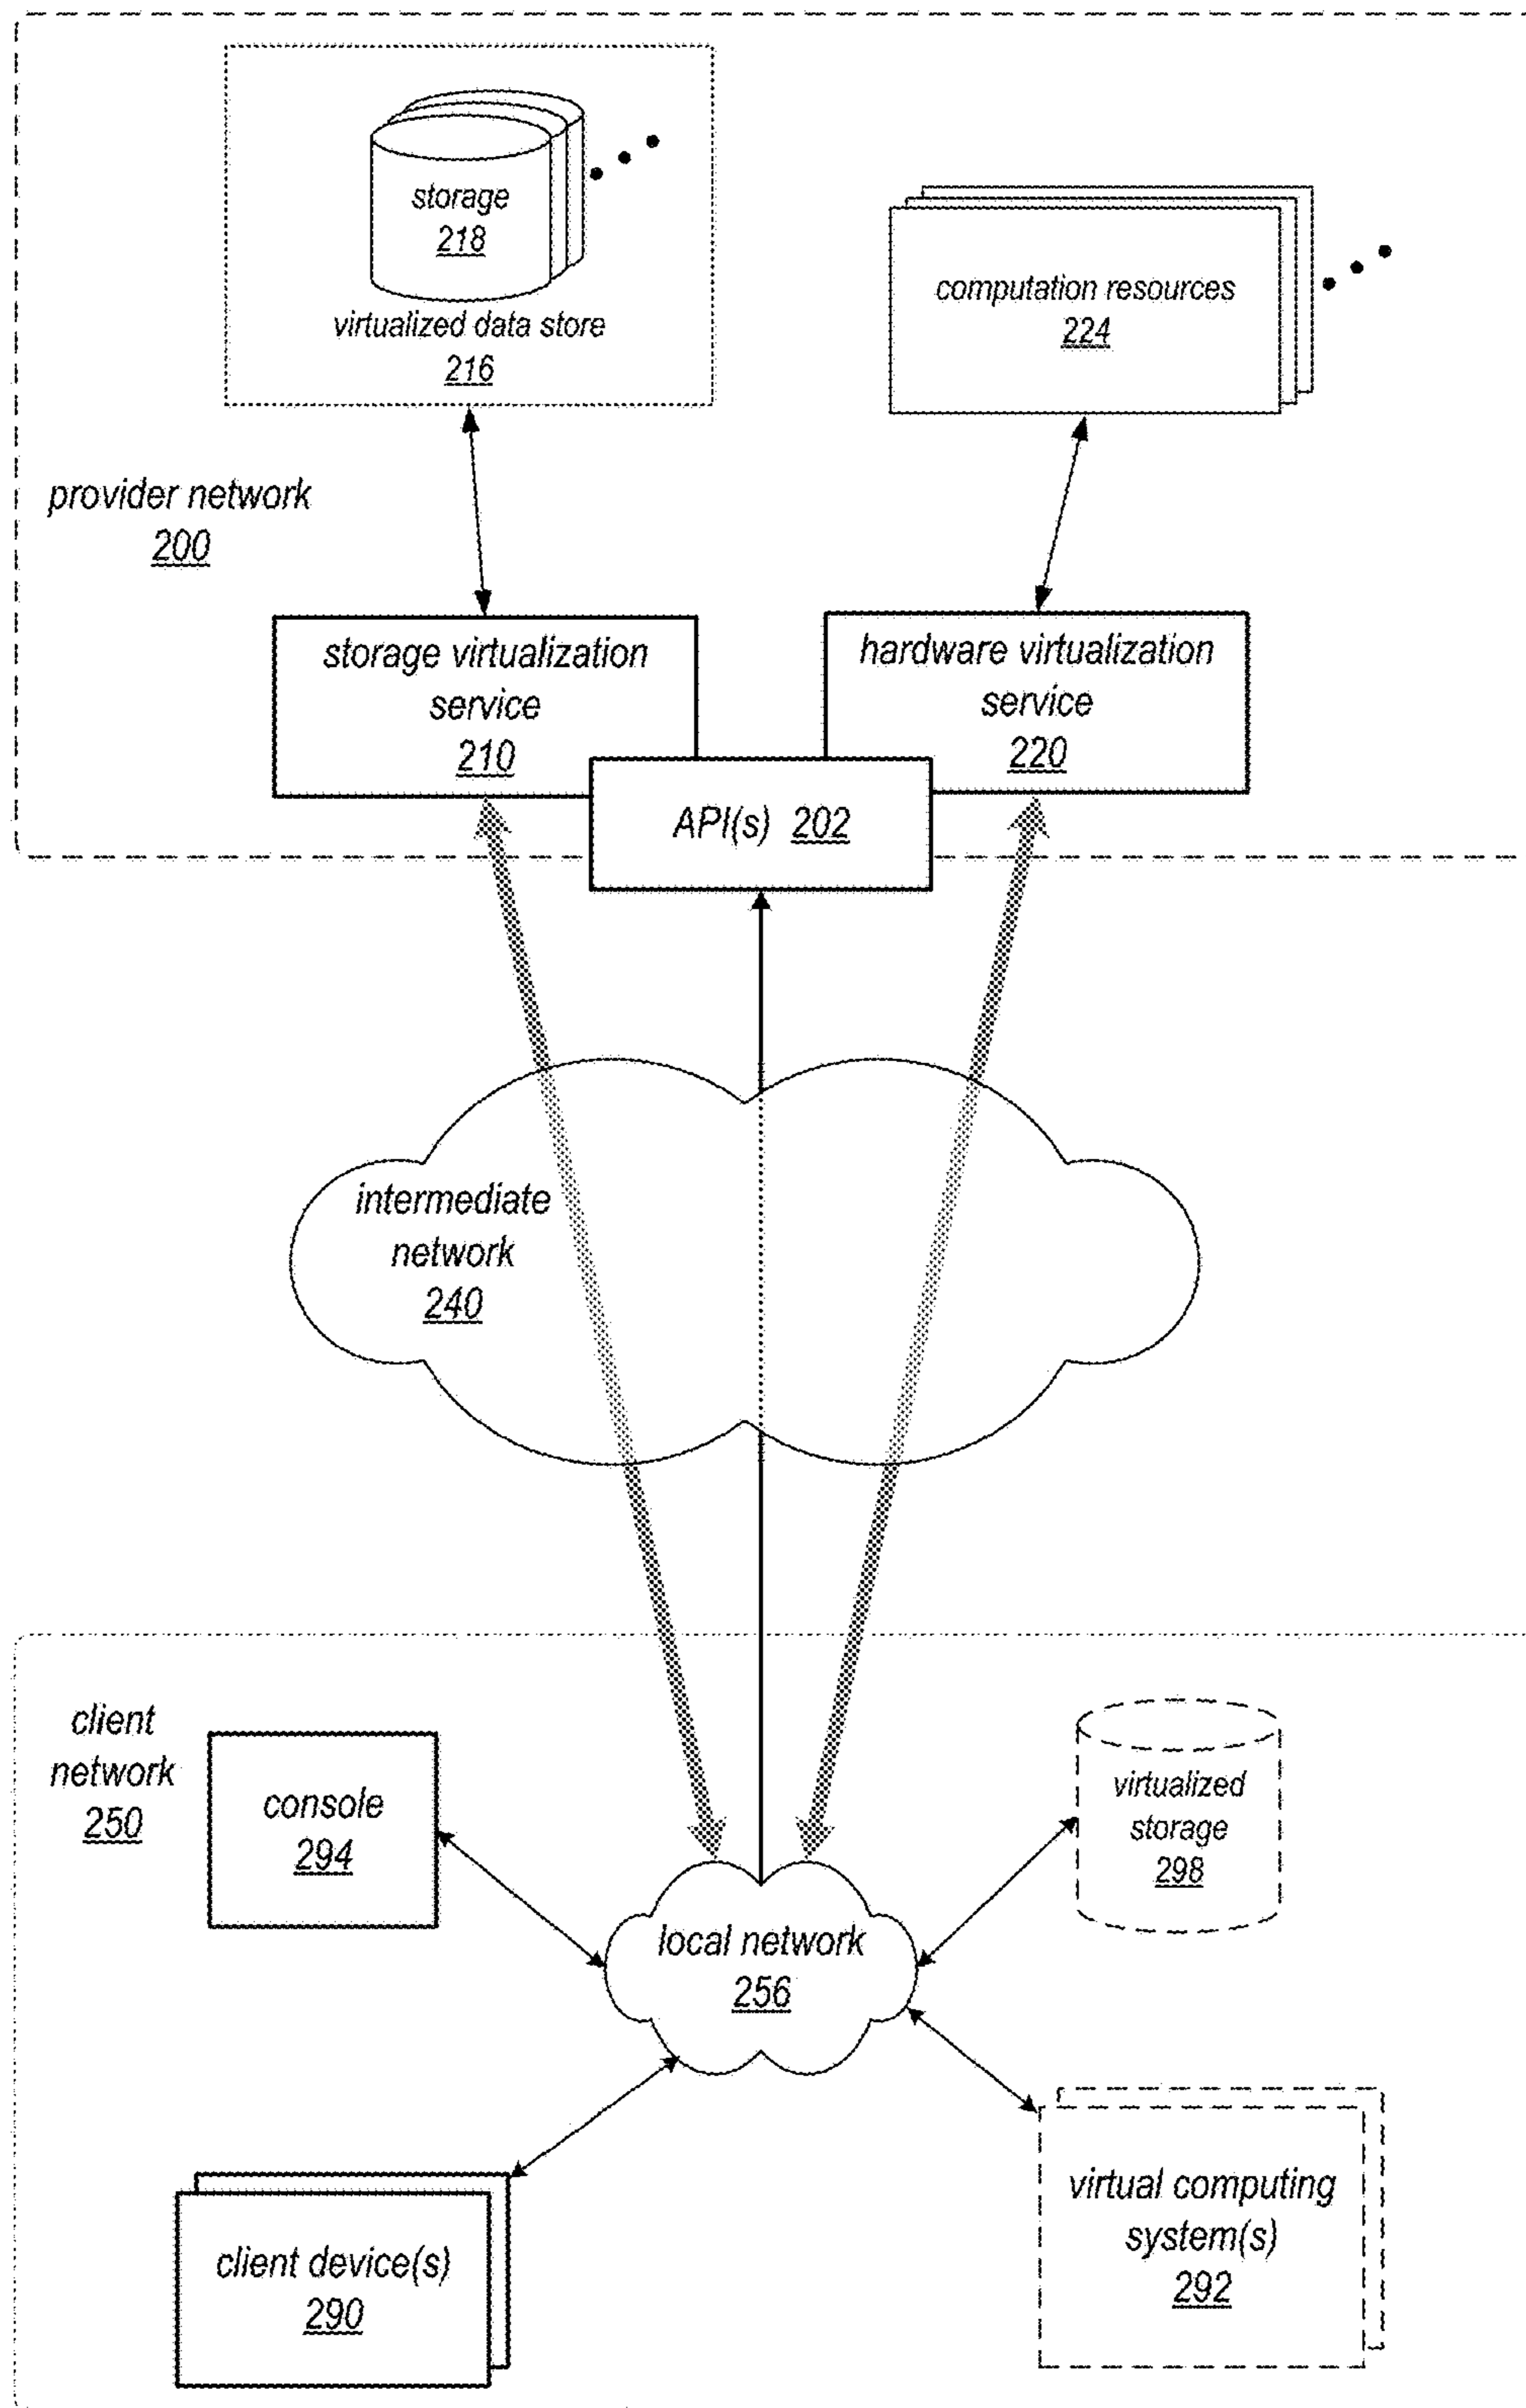 storage
218
virtualized data store
216
computation resources
224
provider network
200
storage virtualization
service
210
hardware virtualization
service
220
API(s) 202
intermediate
network
240
client
network
250
console
294
virtualized
storage
298
local network
256
client device(s)
290
virtual computing
system(s)
292